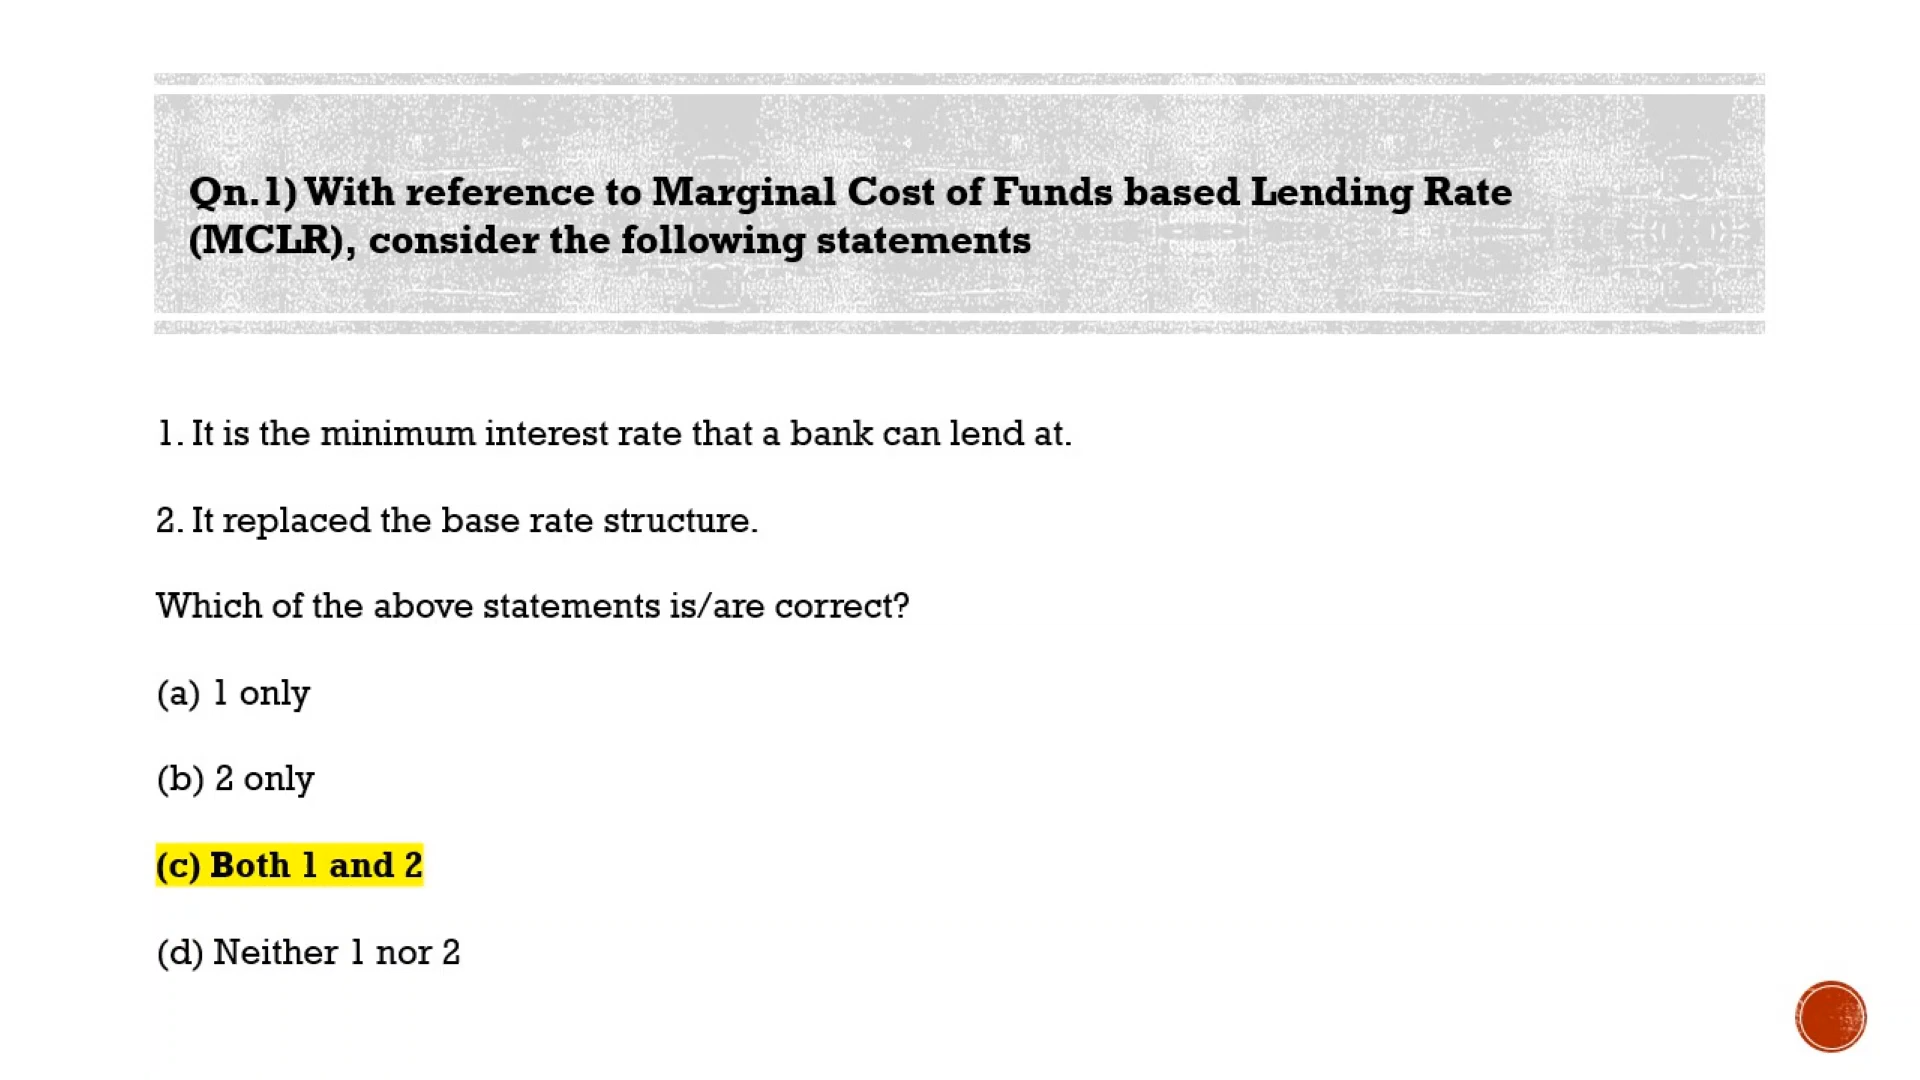 Qn.1) With reference to Marginal Cost of Funds based Lending Rate
(MCLR), consider the following statements
1. It is the minimum interest rate that a bank can lend at.
2. It replaced the base rate structure.
Which of the above statements is/are correct?
(a) 1 only
(b) 2 only
(c) Both 1 and 2
(d) Neither 1 nor 2